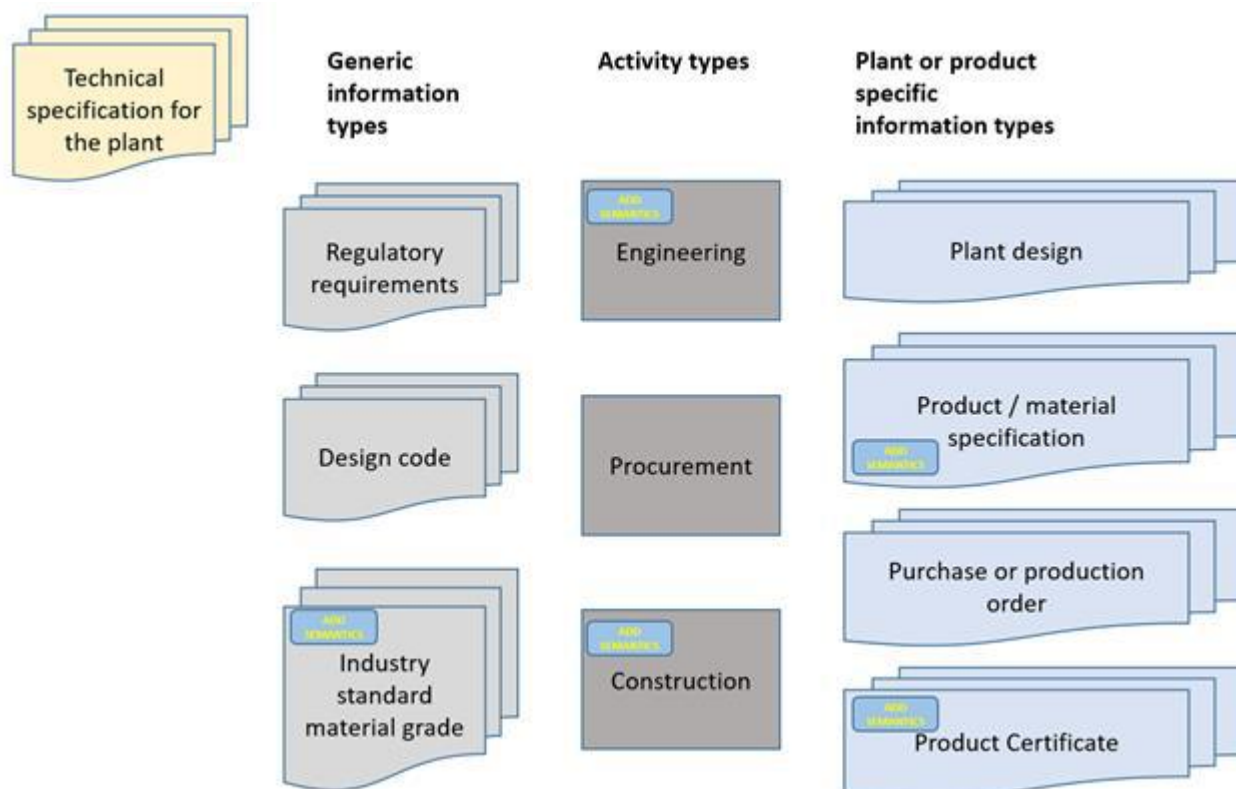 Technical
specification for
the plant
Generic
information
types
Activity types
Plant or product
specific
information types
Regulatory
requirements
ADD
SEMANTICS
Engineering
Plant design
Design code
Procurement
Product / material
specification
ADD
SEMANTICS
Purchase or production
order
ADD
SEMANTICS
Industry
standard
material grade
ADD
SEMANTICS
Construction
ADD
SEMANTICS
Product Certificate